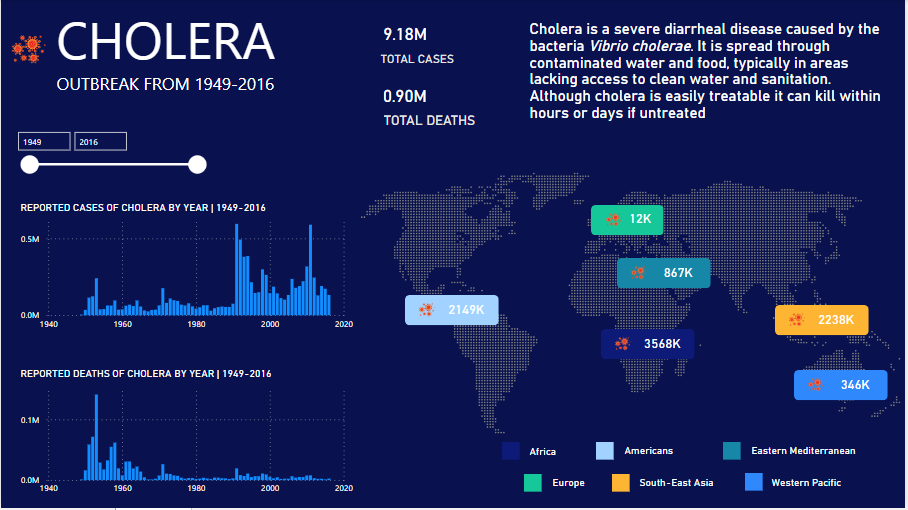 CHOLERA
OUTBREAK FROM 1949-2016
9.18M
TOTAL CASES
0.90M
TOTAL DEATHS
Cholera is a severe diarrheal disease caused by the
bacteria Vibrio cholerae. It is spread through
contaminated water and food, typically in areas
lacking access to clean water and sanitation.
Although cholera is easily treatable it can kill within
hours or days if untreated
1949
2016
REPORTED CASES OF CHOLERA BY YEAR | 1949-2016
0.5M
0.0M
1940
1960
1980
2000
2020
REPORTED DEATHS OF CHOLERA BY YEAR | 1949-2016
0.1M
0.0M
1940
1960
1980
2000
2020
12K
867K
2149K
2238K
3568K
346K
Africa
Americans
Eastern Mediterranean
Europe
South-East Asia
Western Pacific